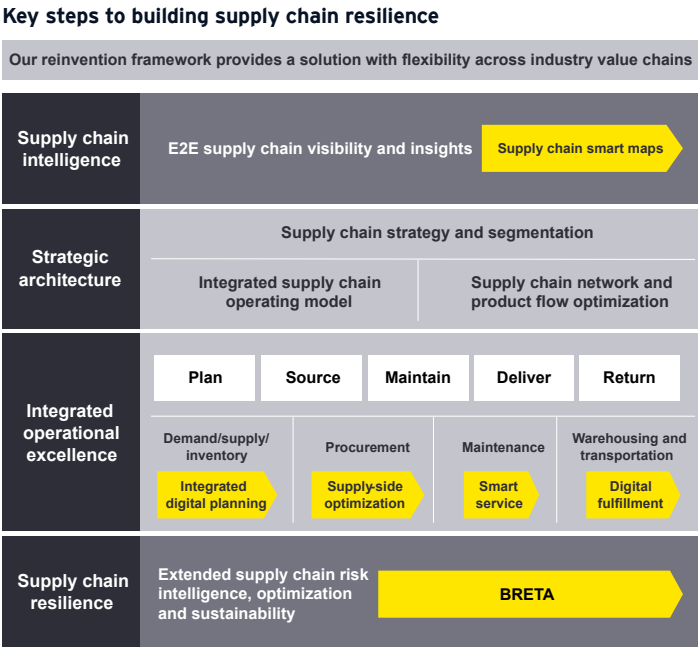 Key steps to building supply chain resilience
Our reinvention framework provides a solution with flexibility across industry value chains
Supply chain
intelligence
E2E supply chain visibility and insights
Supply chain smart maps
Strategic
architecture
Supply chain strategy and segmentation
Integrated supply chain
operating model
Supply chain network and
product flow optimization
Integrated
operational
excellence
Plan
Source
Maintain
Deliver
Return
Demand/supply/
inventory
Integrated
digital planning
Procurement
Supply-side
optimization
Maintenance
Smart
service
Warehousing and
transportation
Digital
fulfillment
Supply chain
resilience
Extended supply chain risk
intelligence, optimization
and sustainability
BRETA